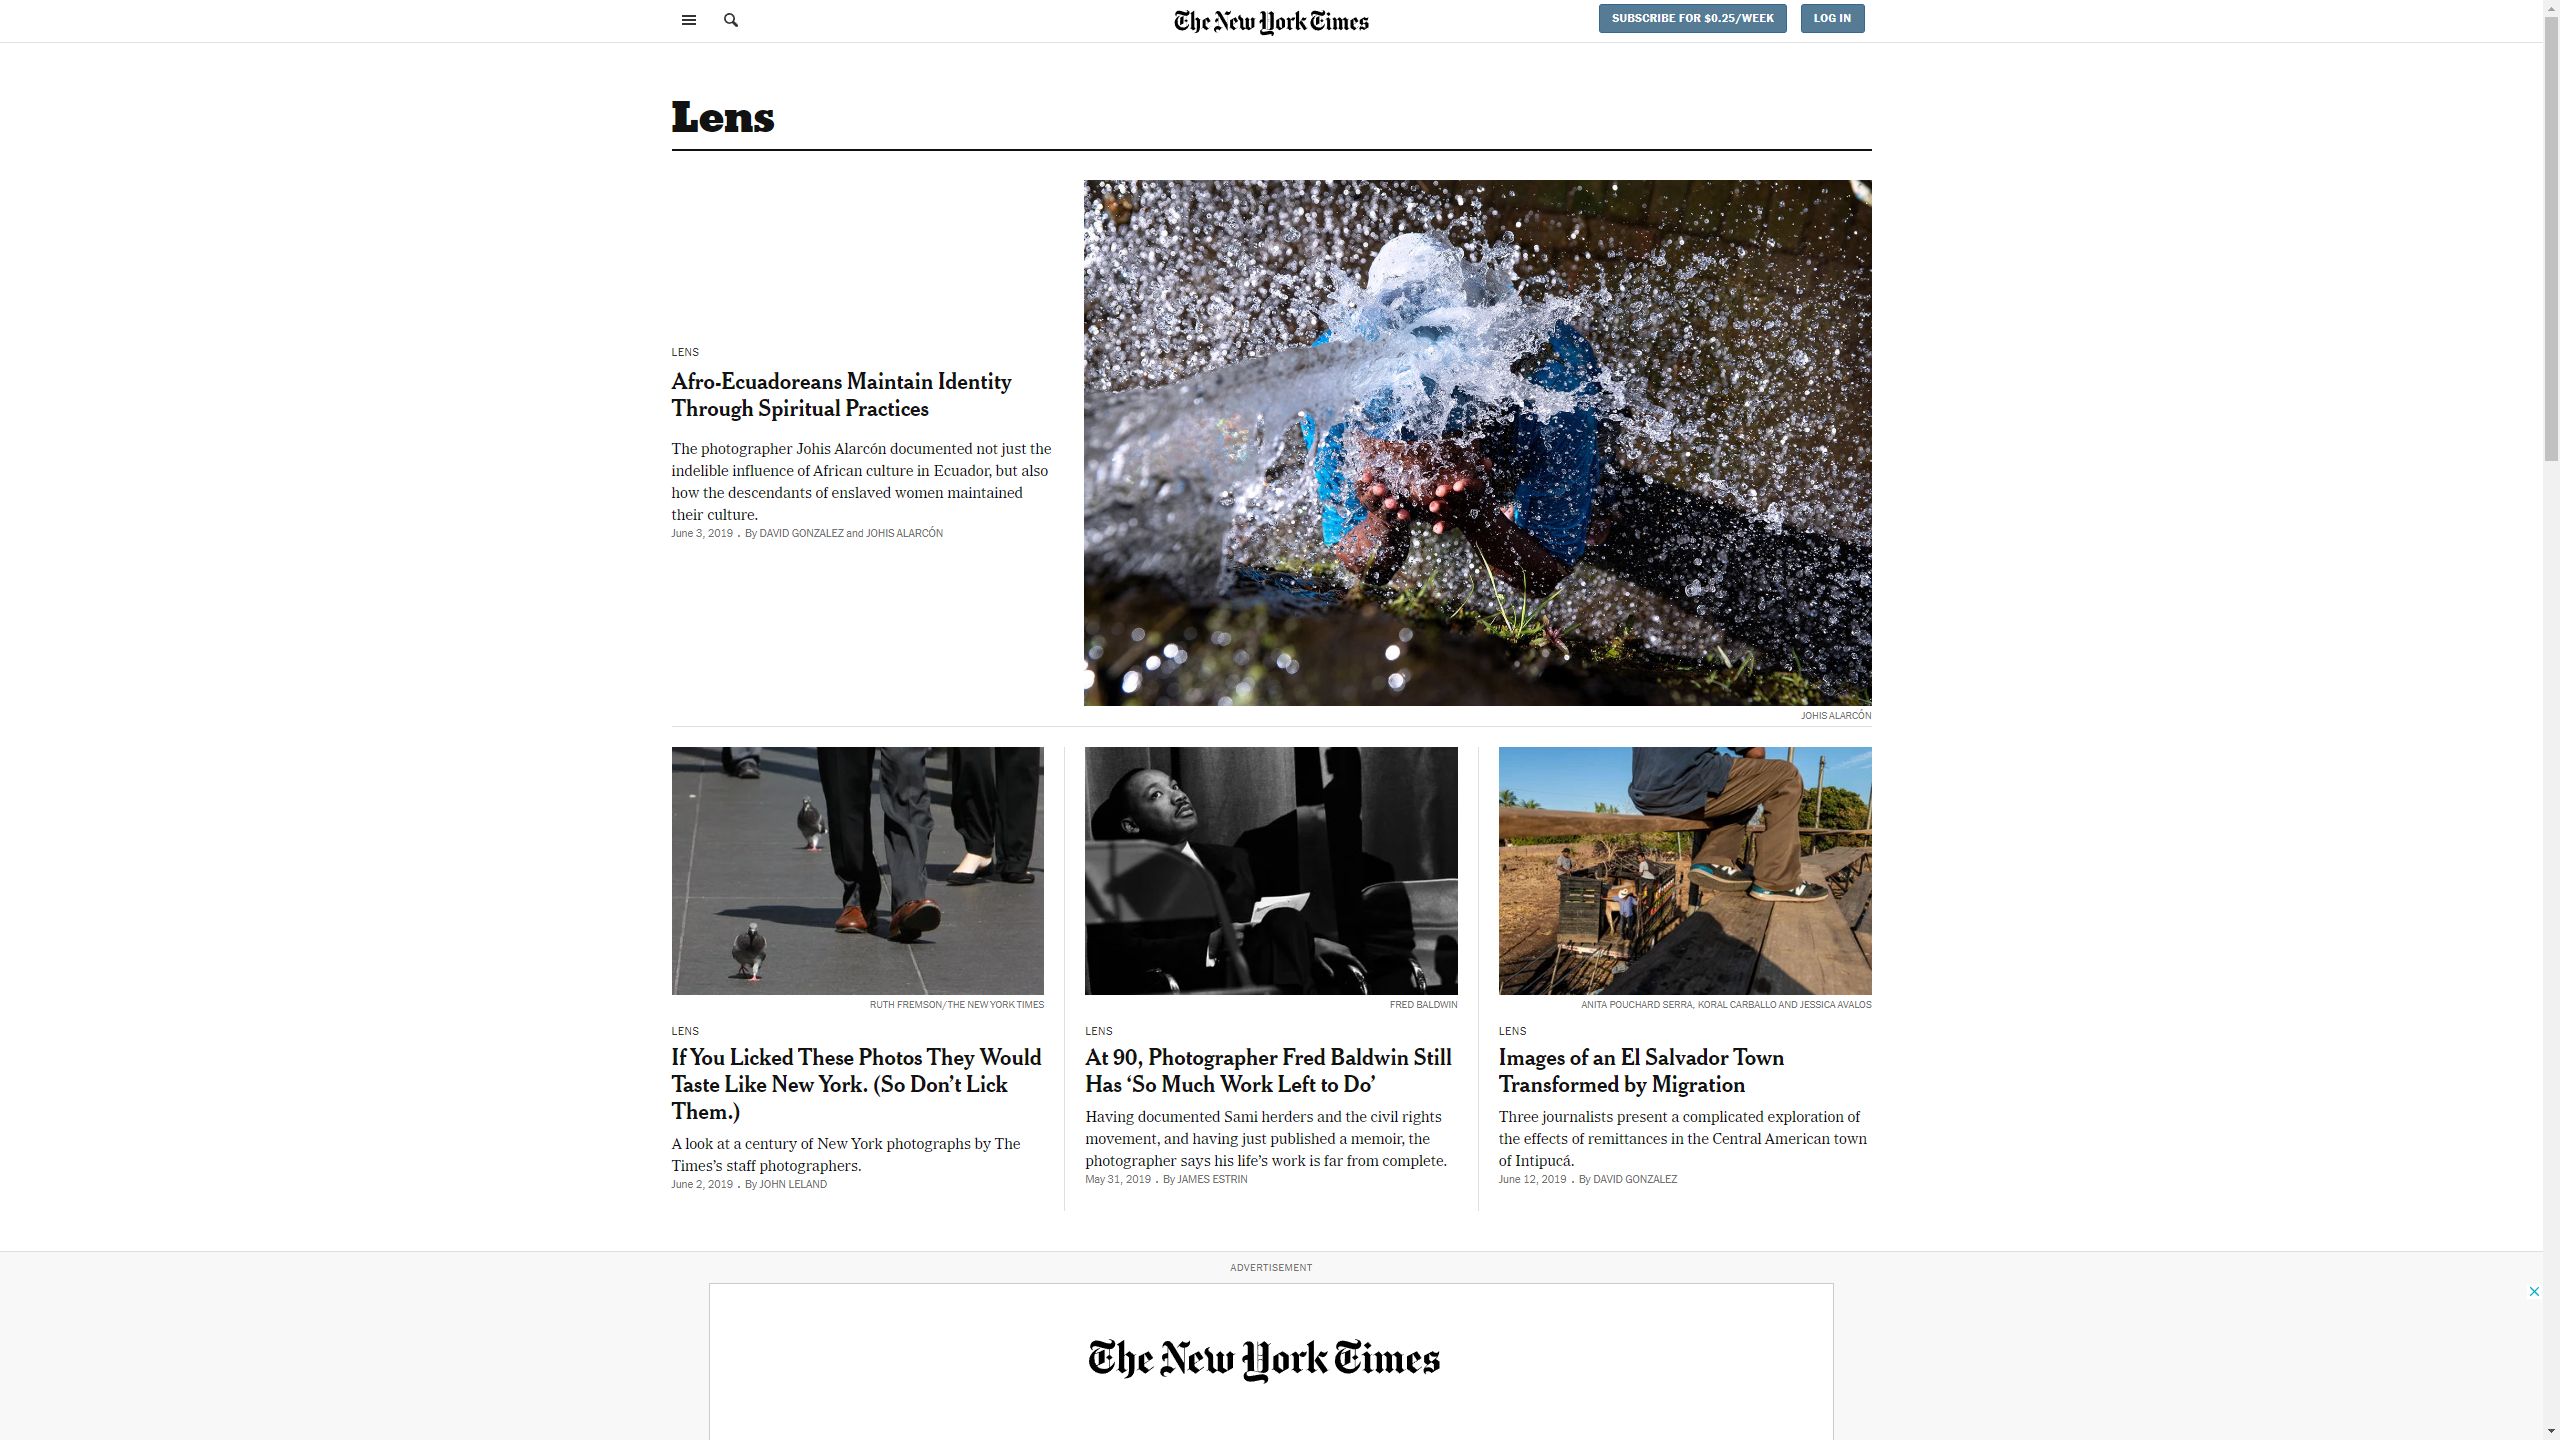 The New York Times
SUBSCRIBE FOR $0.25/WEEK
LOG IN
Lens
LENS
Afro-Ecuadoreans Maintain Identity
Through Spiritual Practices
The photographer Johis Alarcón documented not just the
indelible influence of African culture in Ecuador, but also
how the descendants of enslaved women maintained
their culture.
June 3, 2019 . By DAVID GONZALEZ and JOHIS ALARCÓN
JOHIS ALARCÓN
RUTH FREMSON/THE NEW YORK TIMES
LENS
If You Licked These Photos They Would
Taste Like New York. (So Don’t Lick
Them.)
A look at a century of New York photographs by The
Times’s staff photographers.
June 2, 2019 . By JOHN LELAND
FRED BALDWIN
LENS
At 90, Photographer Fred Baldwin Still
Has ‘So Much Work Left to Do’
Having documented Sami herders and the civil rights
movement, and having just published a memoir, the
photographer says his life’s work is far from complete.
May 31, 2019 . By JAMES ESTRIN
ANITA POUCHARD SERRA, KORAL CARBALLO AND JESSICA AVALOS
LENS
Images of an El Salvador Town
Transformed by Migration
Three journalists present a complicated exploration of
the effects of remittances in the Central American town
of Intipucá.
June 12, 2019 . By DAVID GONZALEZ
ADVERTISEMENT
The New York Times